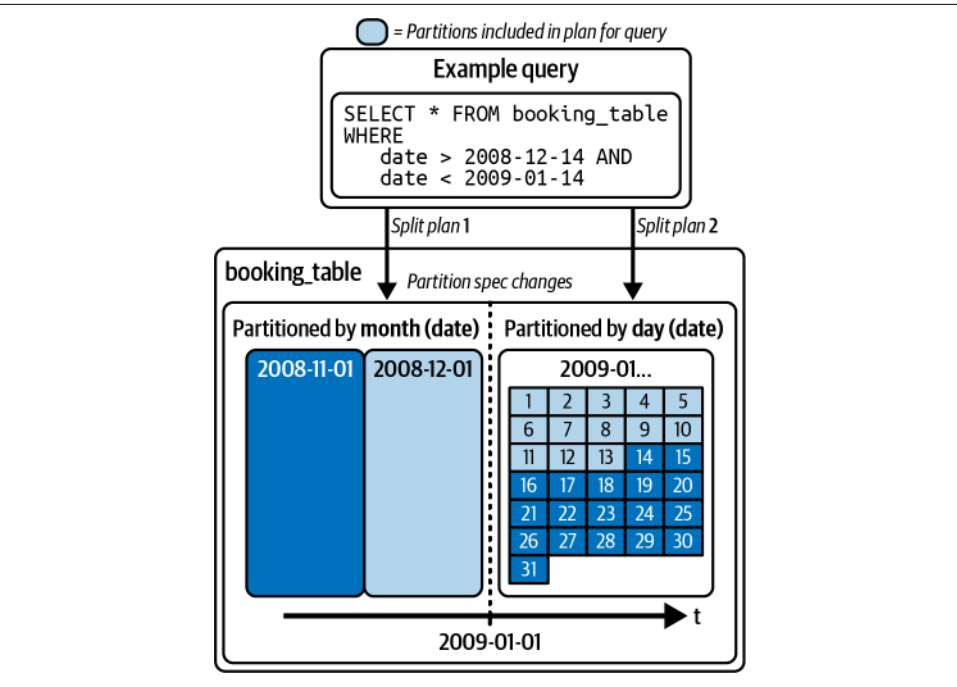 = Partitions included in plan for query
Example query
SELECT * FROM booking_table
WHERE
date > 2008-12-14 AND
date < 2009-01-14
Split plan 1
Split plan 2
booking_table
Partition spec changes
Partitioned by month (date)
Partitioned by day (date)
2008-11-01
2008-12-01
2009-01...
1 2 3 4 5
6 7 8 9 10
11 12 13 14 15
16 17 18 19 20
21 22 23 24 25
26 27 28 29 30
31
t
2009-01-01